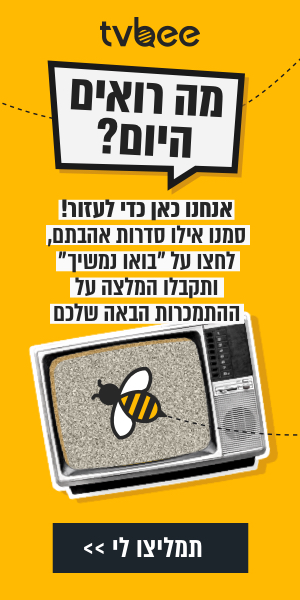 tvbee
מה רואים
היום?
אנחנו כאן כדי לעזור!
סמנו אילו סדרות אהבתם,
לחצו על "בואו נמשיך"
ותקבלו המלצה על
ההתמכרות הבאה שלכם
תמליצו לי >>